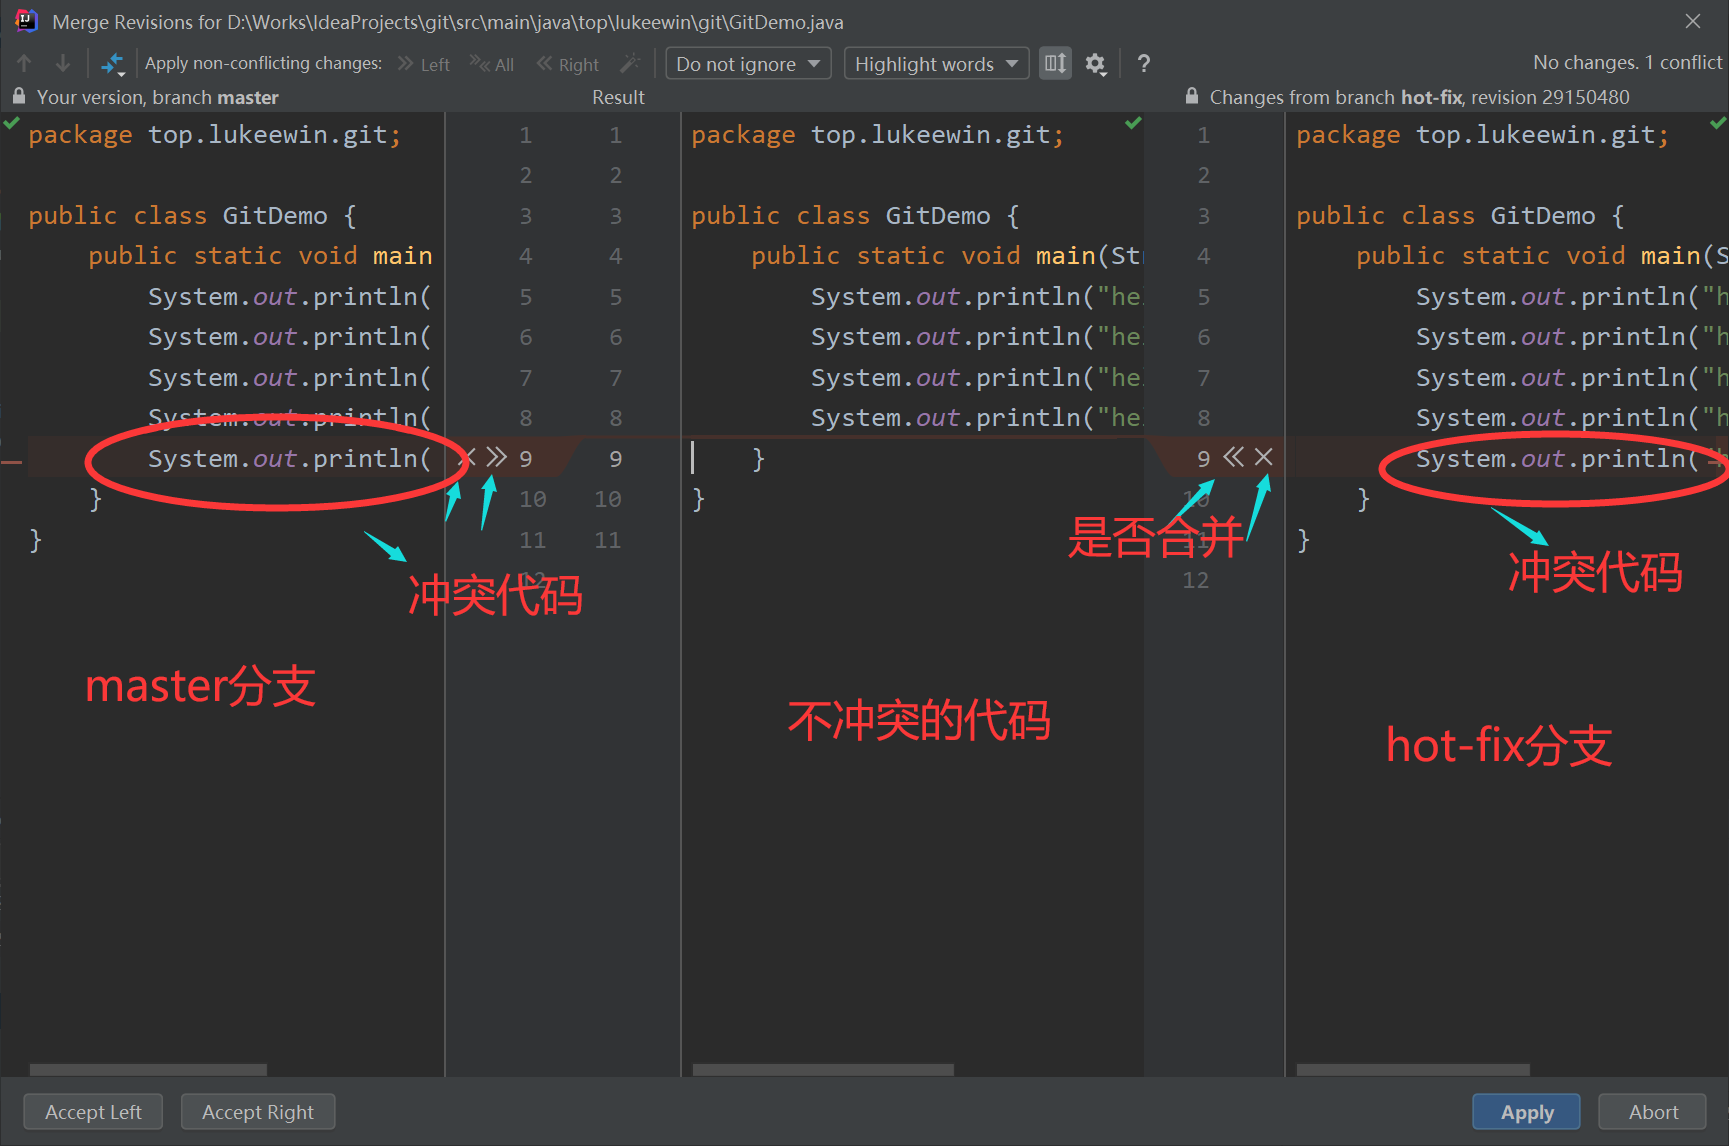 Merge Revisions for D:\Works\IdeaProjects\git\src\main\java\top\lukeewin\git\GitDemo.java
Apply non-conflicting changes: Left All Right Do not ignore Highlight words ? No changes. 1 conflict
Your version, branch master
Result
Changes from branch hot-fix, revision 29150480
package top.lukeewin.git;

public class GitDemo {
    public static void main
        System.out.println(
        System.out.println(
        System.out.println(
        System.out.println(
        System.out.println(
    }
}
1 1
2 2
3 3
4 4
5 5
6 6
7 7
8 8
9 9
10 10
11 11
12
package top.lukeewin.git;

public class GitDemo {
    public static void main(Str
        System.out.println("hel
        System.out.println("hel
        System.out.println("hel
        System.out.println("hel
    }
}
1
2
3
4
5
6
7
8
9
10
11
12
package top.lukeewin.git;

public class GitDemo {
    public static void main(S
        System.out.println("h
        System.out.println("h
        System.out.println("h
        System.out.println("h
        System.out.println("h
    }
}
冲突代码
master分支
是否合并
不冲突的代码
冲突代码
hot-fix分支
Accept Left Accept Right Apply Abort